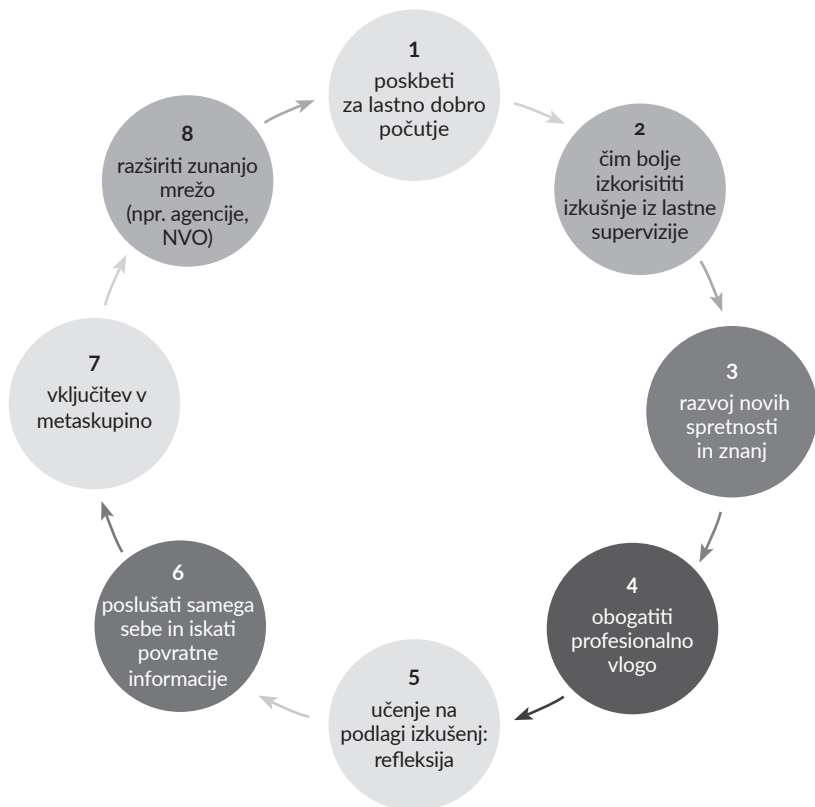 1
poskbeti
za lastno dobro
počutje
2
čim bolje
izkorisititi
izkušnje iz lastne
supervizije
3
razvoj novih
spretnosti
in znanj
4
obogatiti
profesionalno
vlogo
5
učenje na
podlagi izkušenj:
refleksija
6
poslušati samega
sebe in iskati
povratne
informacije
7
vključitev v
metaskupino
8
razširiti zunanjo
mrežo
(npr. agencije,
NVO)